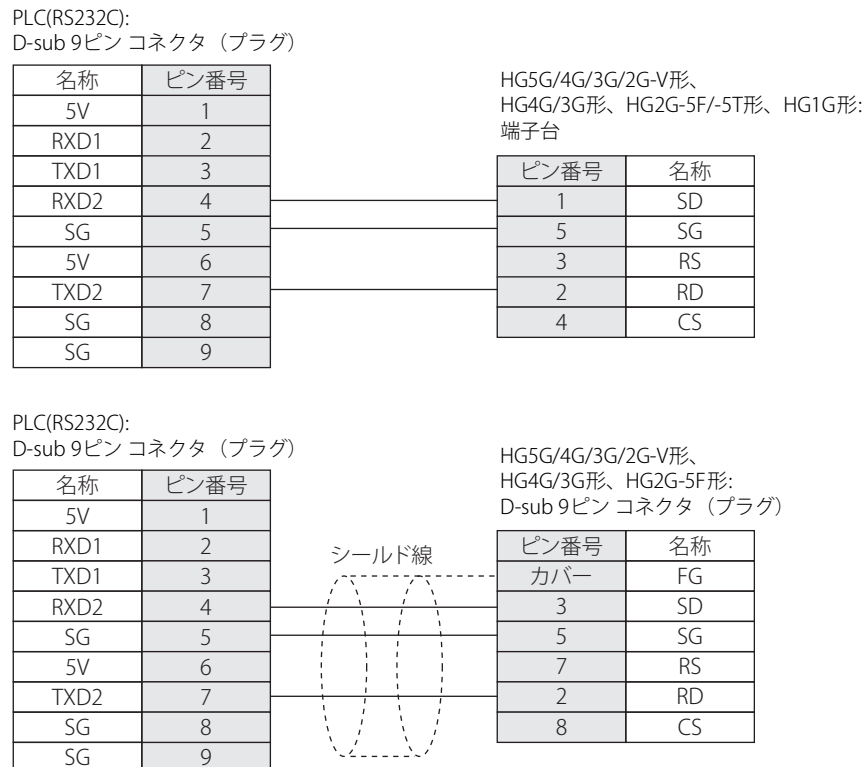 PLC(RS232C):
D-sub 9ピン コネクタ（プラグ）
名称 ピン番号
5V 1
RXD1 2
TXD1 3
RXD2 4
SG 5
5V 6
TXD2 7
SG 8
SG 9
HG5G/4G/3G/2G-V形、
HG4G/3G形、HG2G-5F/-5T形、HG1G形:
端子台
ピン番号 名称
1 SD
5 SG
3 RS
2 RD
4 CS
PLC(RS232C):
D-sub 9ピン コネクタ（プラグ）
名称 ピン番号
5V 1
RXD1 2
TXD1 3
RXD2 4
SG 5
5V 6
TXD2 7
SG 8
SG 9
シールド線
HG5G/4G/3G/2G-V形、
HG4G/3G形、HG2G-5F形:
D-sub 9ピン コネクタ（プラグ）
ピン番号 名称
カバー FG
3 SD
5 SG
7 RS
2 RD
8 CS